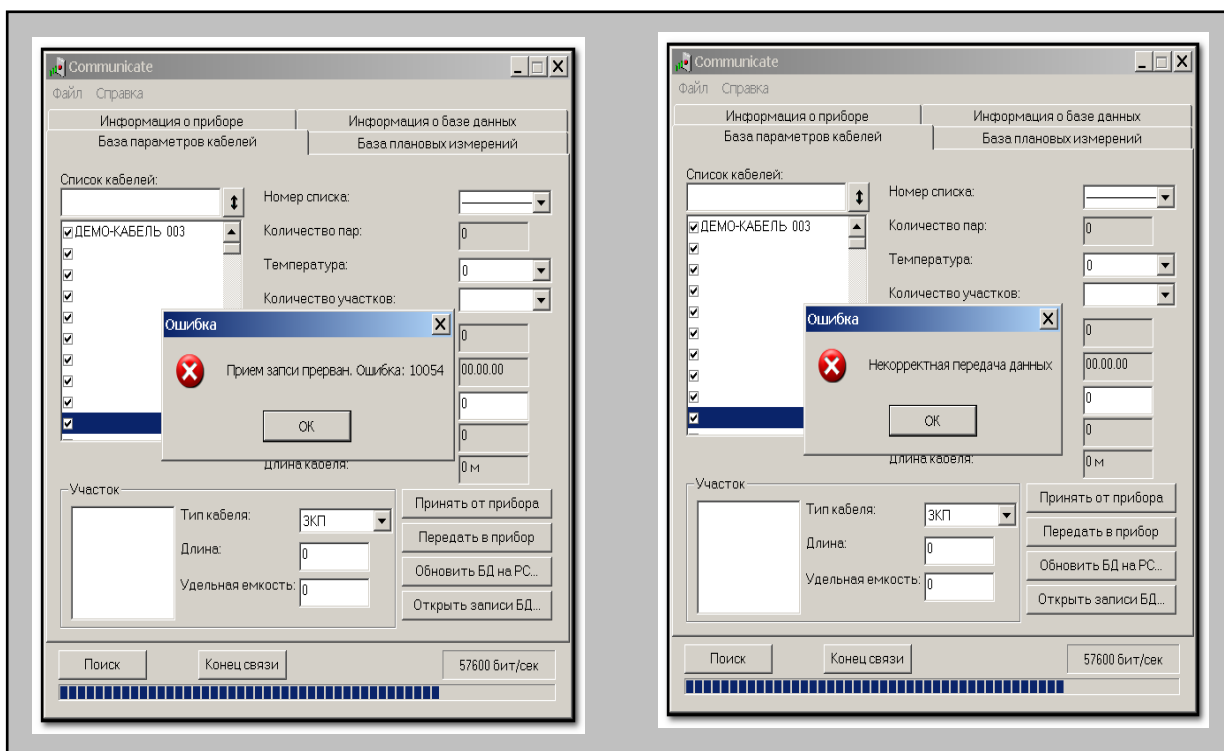 Communicate
Файл Справка
Информация о приборе Информация о базе данных
База параметров кабелей База плановых измерений
Список кабелей:
Номер списка:
ДЕМО-КАБЕЛЬ 003
Количество пар: 0
Температура: 0
Количество участков:
Ошибка
0
Прием запси прерван. Ошибка: 10054
00.00.00
0
OK
0
Длина кабеля: 0 м
Участок
Принять от прибора
Тип кабеля: ЗКП
Передать в прибор
Длина: 0
Обновить БД на PC...
Удельная емкость: 0
Открыть записи БД...
Поиск Конец связи 57600 бит/сек
Communicate
Файл Справка
Информация о приборе Информация о базе данных
База параметров кабелей База плановых измерений
Список кабелей:
Номер списка:
ДЕМО-КАБЕЛЬ 003
Количество пар: 0
Температура: 0
Количество участков:
Ошибка
0
Некорректная передача данных
00.00.00
0
OK
0
Длина кабеля: 0 м
Участок
Принять от прибора
Тип кабеля: ЗКП
Передать в прибор
Длина: 0
Обновить БД на PC...
Удельная емкость: 0
Открыть записи БД...
Поиск Конец связи 57600 бит/сек